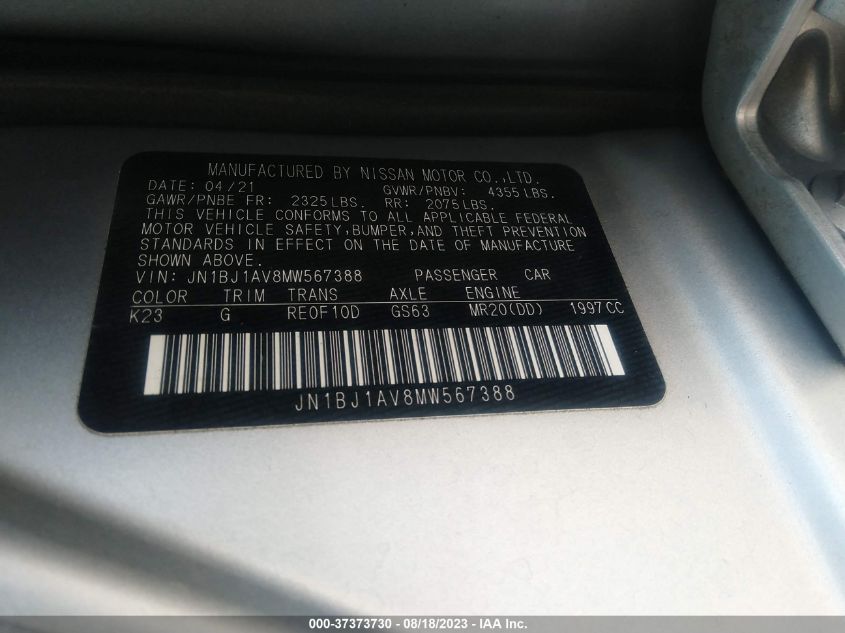 MANUFACTURED BY NISSAN MOTOR CO.,LTD.
DATE: 04/21 GVWR/PNBV: 4355 LBS.
GAWR/PNBE FR: 2325 LBS. RR: 2075 LBS.
THIS VEHICLE CONFORMS TO ALL APPLICABLE FEDERAL
MOTOR VEHICLE SAFETY, BUMPER, AND THEFT PREVENTION
STANDARDS IN EFFECT ON THE DATE OF MANUFACTURE
SHOWN ABOVE.
VIN: JN1BJ1AV8MW567388 PASSENGER CAR
COLOR TRIM TRANS AXLE ENGINE
K23 G RE0F10D GS63 MR20(DD) 1997CC
JN1BJ1AV8MW567388
000-37373730 - 08/18/2023 - IAA Inc.